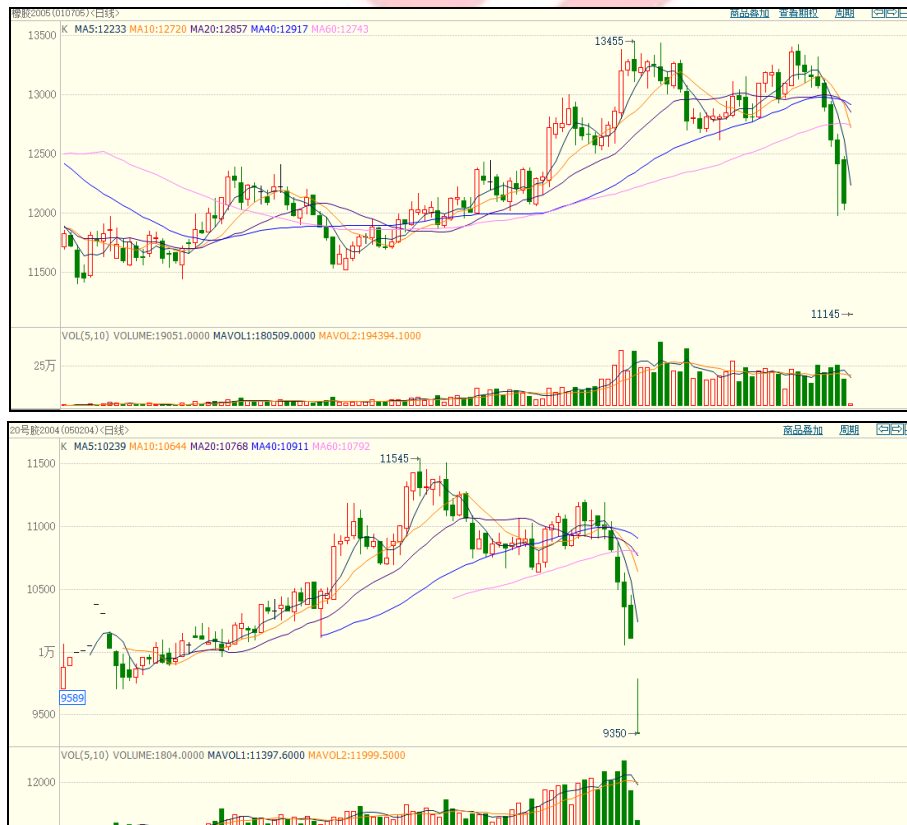 橡胶2005(010705)<日线> 商品叠加 查看期权 周期
K MA5:12233 MA10:12720 MA20:12857 MA40:12917 MA60:12743
13500
13455
13000
12500
12000
11500
11145
VOL(5,10) VOLUME:19051.0000 MAVOL1:180509.0000 MAVOL2:194394.1000
25万
20号胶2004(050204)<日线> 商品叠加 周期
K MA5:10239 MA10:10644 MA20:10768 MA40:10911 MA60:10792
11500
11545
11000
10500
1万
9589
9500
9350
VOL(5,10) VOLUME:1804.0000 MAVOL1:11397.6000 MAVOL2:11999.5000
12000